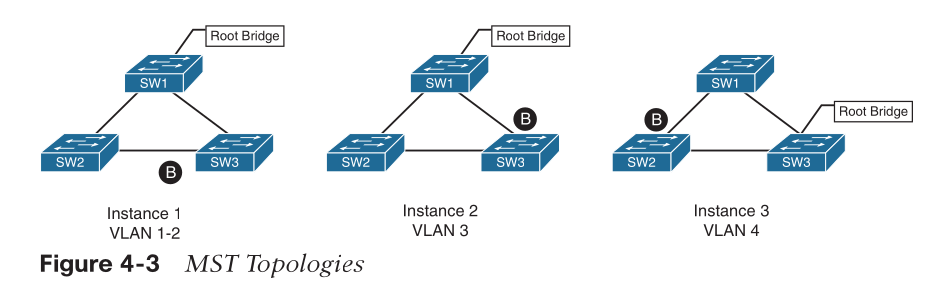 Root Bridge
SW1
SW2
SW3
B
Instance 1
VLAN 1-2
Root Bridge
SW1
B
SW2
SW3
Instance 2
VLAN 3
SW1
Root Bridge
B
SW2
SW3
Instance 3
VLAN 4
Figure 4-3 MST Topologies